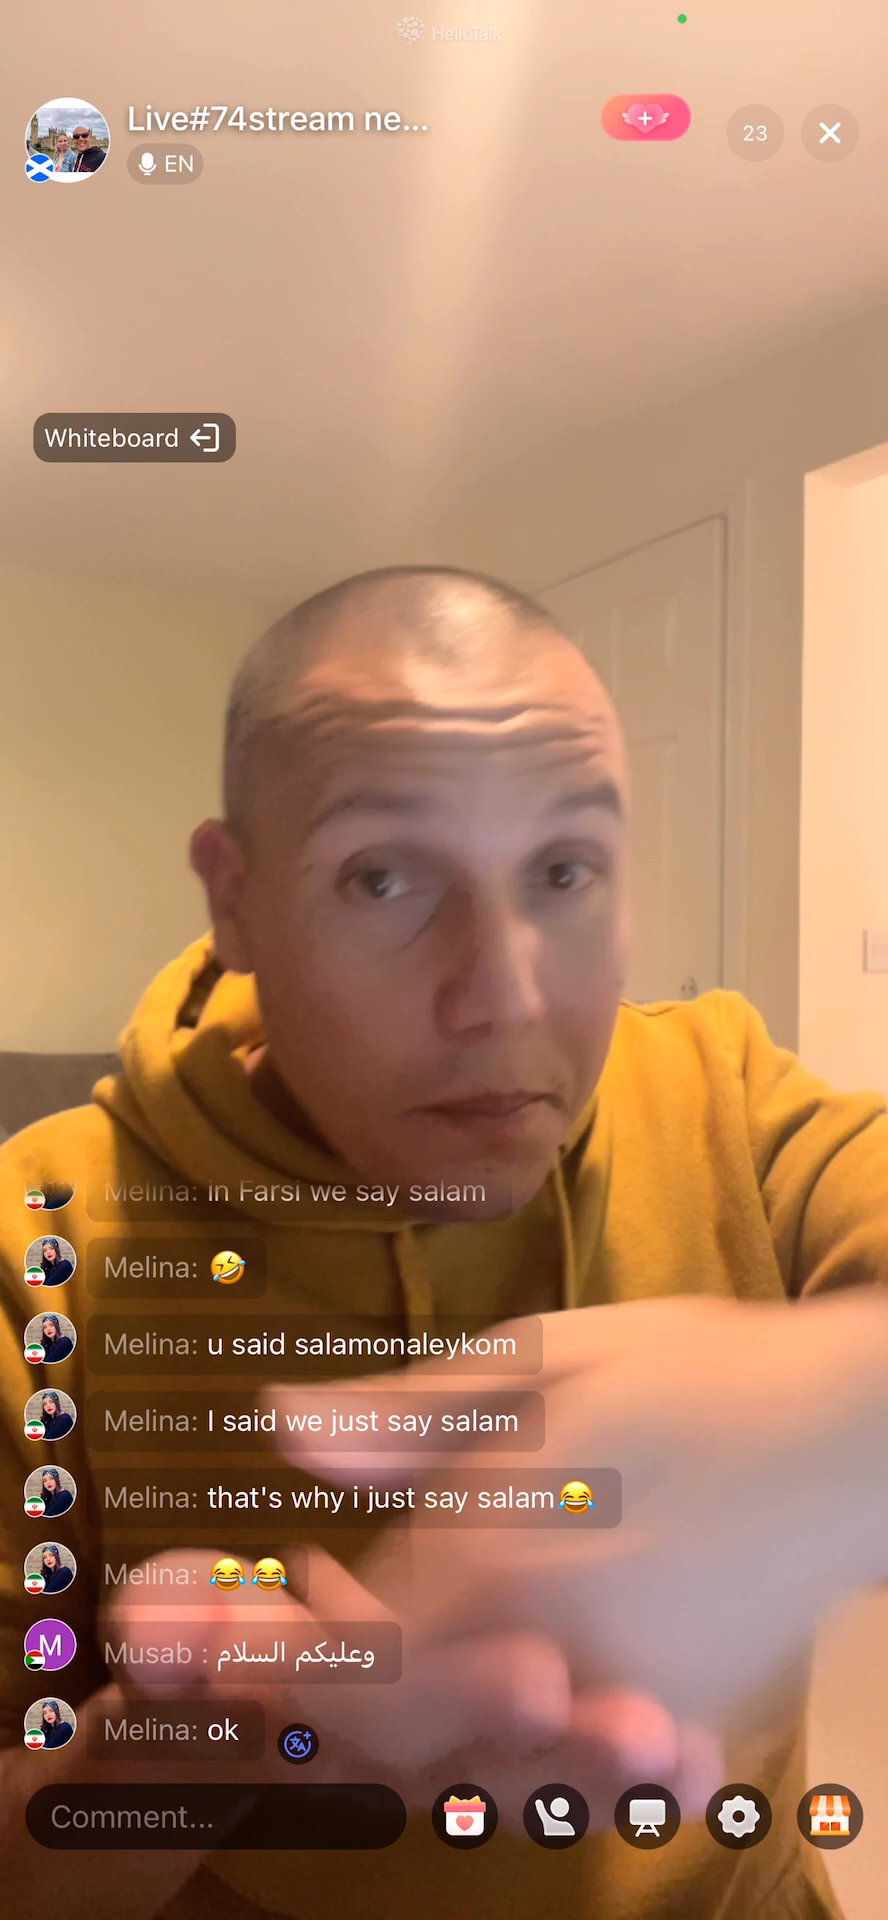 HelloTalk
Live#74stream ne...
EN
23
Whiteboard
Melina: in Farsi we say salam
Melina: 🤣
Melina: u said salamonaleykom
Melina: I said we just say salam
Melina: that's why i just say salam😂
Melina: 😂😂
M
Musab : وعليكم السلام
Melina: ok
Comment...